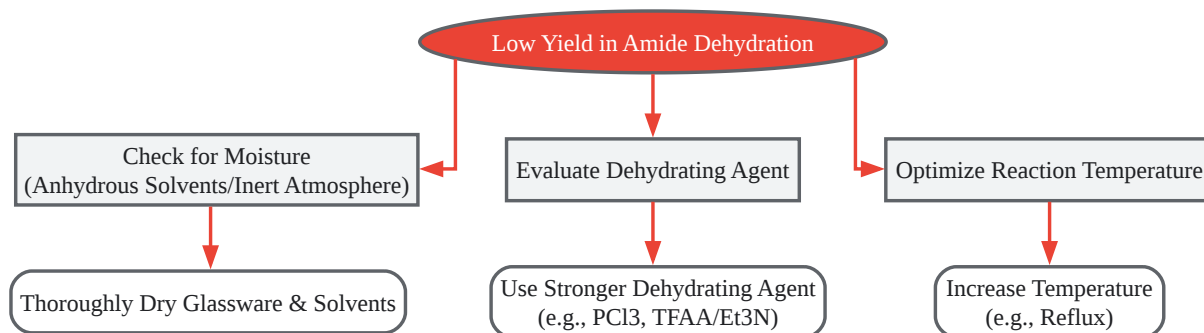 Low Yield in Amide Dehydration
Check for Moisture
(Anhydrous Solvents/Inert Atmosphere)
Evaluate Dehydrating Agent
Optimize Reaction Temperature
Thoroughly Dry Glassware & Solvents
Use Stronger Dehydrating Agent
(e.g., PCl3, TFAA/Et3N)
Increase Temperature
(e.g., Reflux)